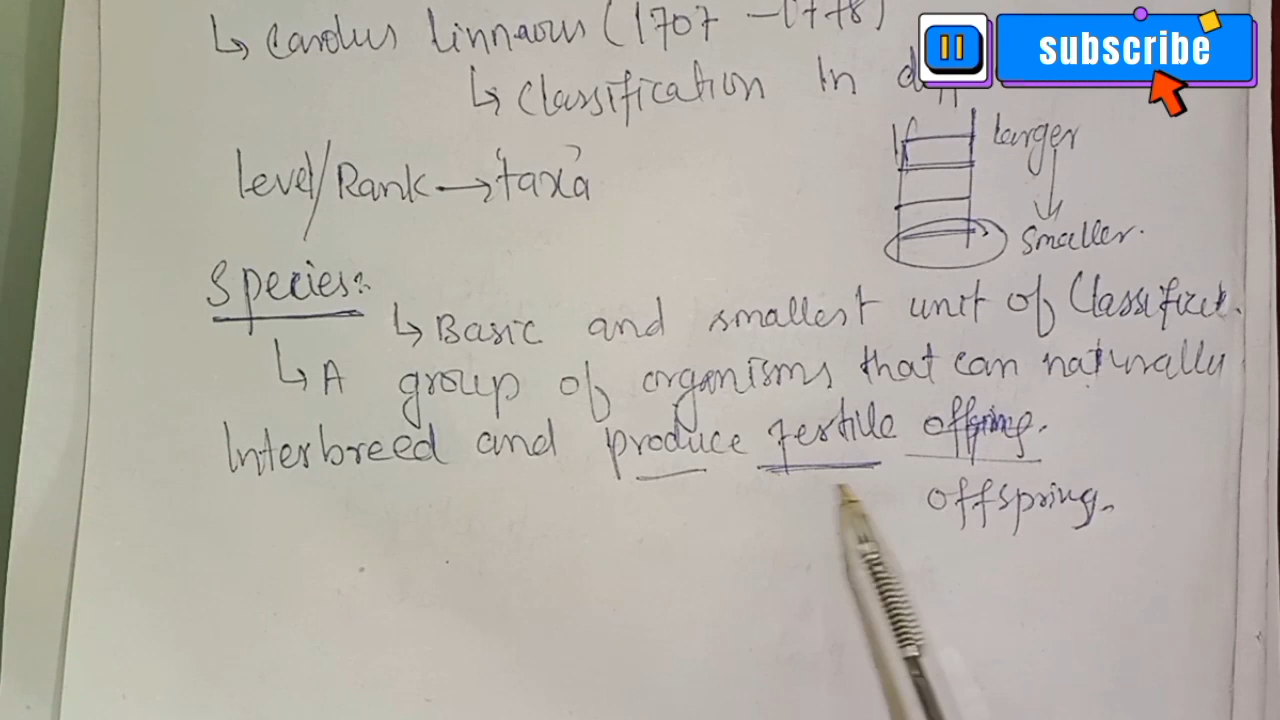 ↳ Carolus Linnaeus (1707 - 1778)
subscribe
↳ Classification In diff
Larger
Level/Rank → 'taxa'
Smaller.
Species:
↳ Basic and smallest unit of Classificat.
↳ A group of organisms that can naturally
Interbreed and produce fertile
offspring.